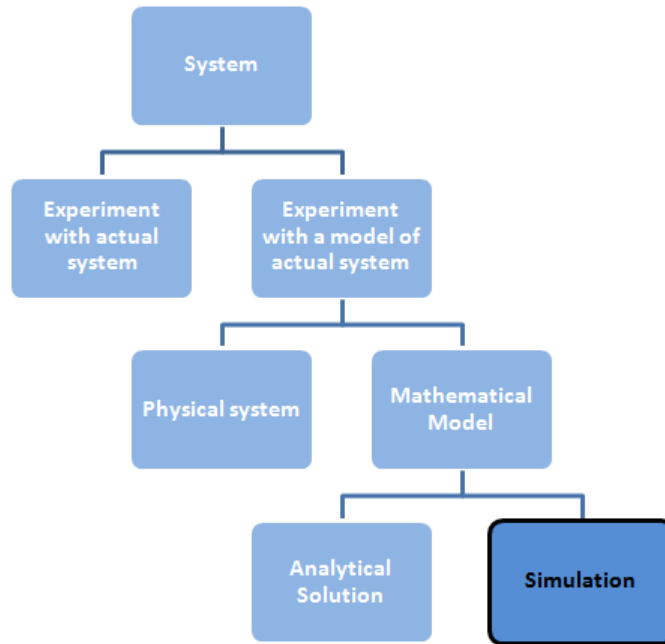 System
Experiment
with actual
system
Experiment
with a model of
actual system
Physical system
Mathematical
Model
Analytical
Solution
Simulation